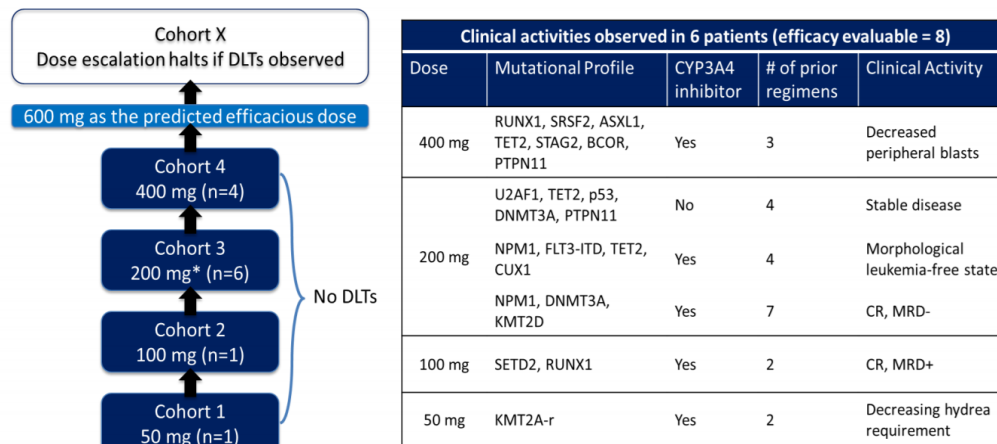 Cohort X
Dose escalation halts if DLTs observed
600 mg as the predicted efficacious dose
Cohort 4
400 mg (n=4)
Cohort 3
200 mg* (n=6)
No DLTs
Cohort 2
100 mg (n=1)
Cohort 1
50 mg (n=1)
Clinical activities observed in 6 patients (efficacy evaluable = 8)
Dose Mutational Profile CYP3A4 inhibitor # of prior regimens Clinical Activity
400 mg RUNX1, SRSF2, ASXL1, TET2, STAG2, BCOR, PTPN11 Yes 3 Decreased peripheral blasts
U2AF1, TET2, p53, DNMT3A, PTPN11 No 4 Stable disease
200 mg NPM1, FLT3-ITD, TET2, CUX1 Yes 4 Morphological leukemia-free state
NPM1, DNMT3A, KMT2D Yes 7 CR, MRD-
100 mg SETD2, RUNX1 Yes 2 CR, MRD+
50 mg KMT2A-r Yes 2 Decreasing hydrea requirement